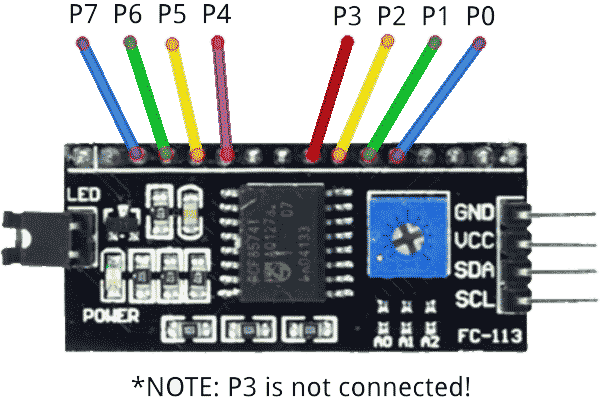 P7 P6 P5 P4 P3 P2 P1 P0
LED
GND
VCC
SDA
SCL
POWER
A0 A1 A2
FC-113
*NOTE: P3 is not connected!